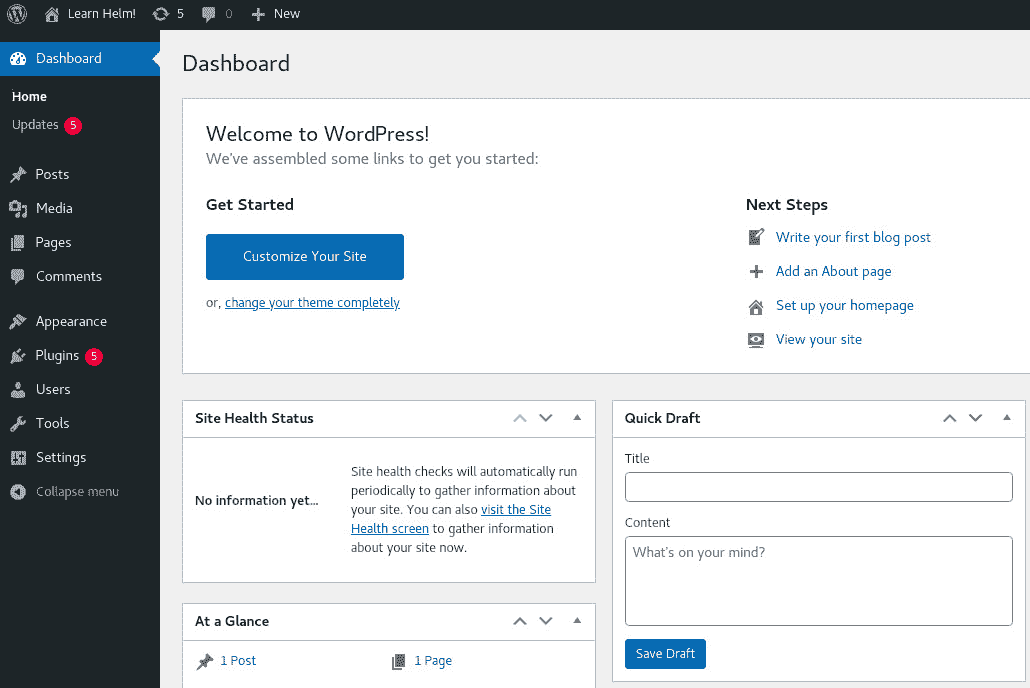 Learn Helm! 5 0 New
Dashboard
Home
Updates 5
Posts
Media
Pages
Comments
Appearance
Plugins 5
Users
Tools
Settings
Collapse menu
Dashboard
Welcome to WordPress!
We've assembled some links to get you started:
Get Started
Customize Your Site
or, change your theme completely
Next Steps
Write your first blog post
Add an About page
Set up your homepage
View your site
Site Health Status
No information yet...
Site health checks will automatically run
periodically to gather information about
your site. You can also visit the Site
Health screen to gather information
about your site now.
At a Glance
1 Post
1 Page
Quick Draft
Title
Content
What's on your mind?
Save Draft